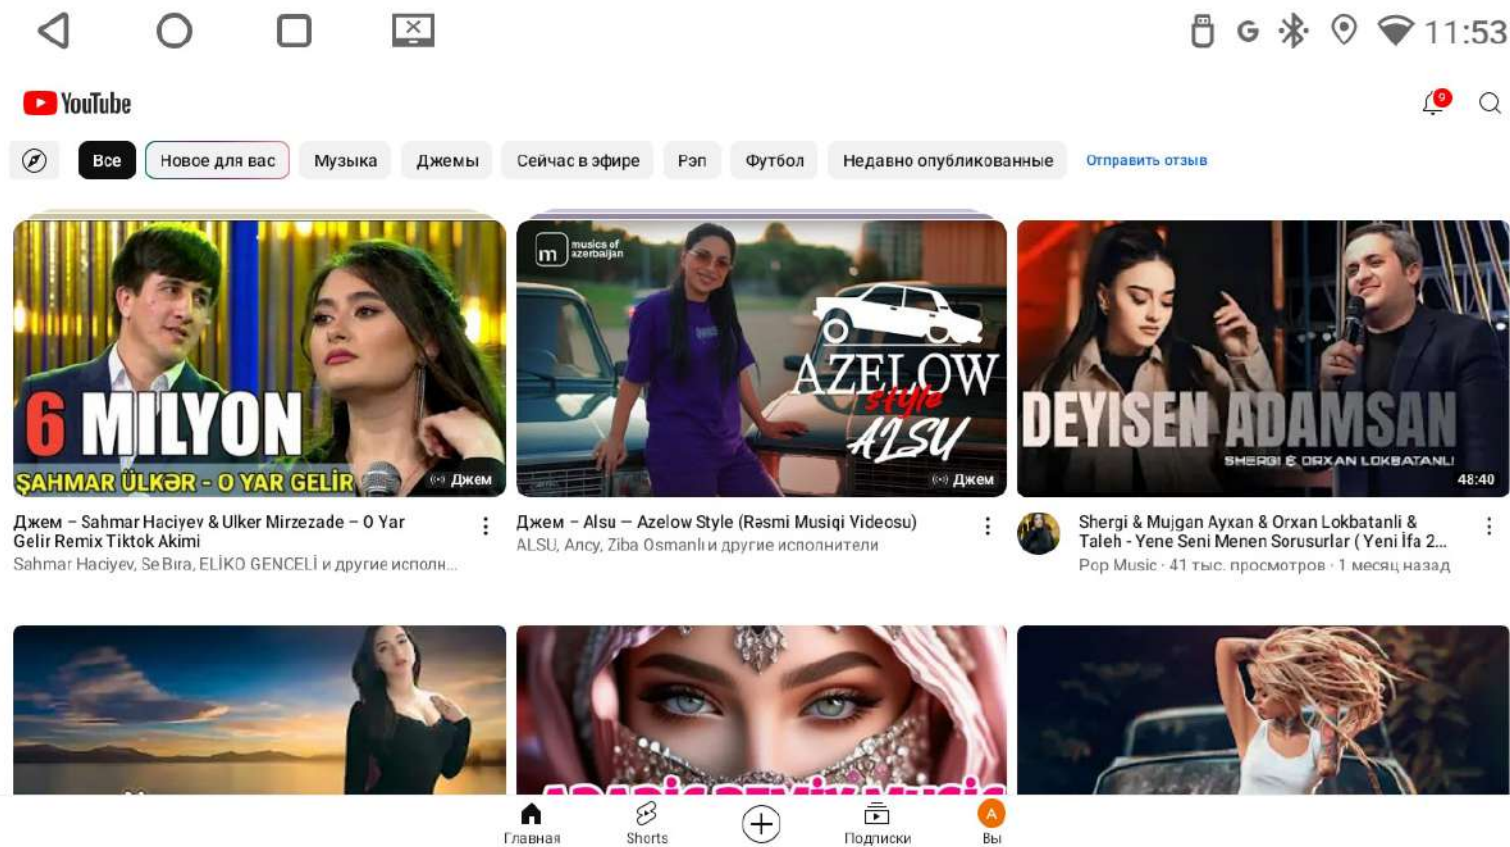 11:53
YouTube
9
Все
Новое для вас
Музыка
Джемы
Сейчас в эфире
Рэп
Футбол
Недавно опубликованные
Отправить отзыв
6 MILYON
ŞAHMAR ÜLKƏR - O YAR GELİR
Джем
m musics of
azerbaijan
AZELOW
style
ALSU
Джем
DEYISEN ADAMSAN
SHERGI & ORXAN LOKBATANLI
48:40
Джем – Sahmar Haciyev & Ulker Mirzezade – O Yar
Gelir Remix Tiktok Akimi
Sahmar Haciyev, Se Bıra, ELİKO GENCELİ и другие исполн...
Джем – Alsu — Azelow Style (Rəsmi Musiqi Videosu)
ALSU, Алсу, Ziba Osmanlı и другие исполнители
Shergi & Mujgan Ayxan & Orxan Lokbatanli &
Taleh - Yene Seni Menen Sorusurlar ( Yeni İfa 2...
Pop Music · 41 тыс. просмотров · 1 месяц назад
ARABIC REMIX MUSIC
Главная
Shorts
Подписки
A
Вы